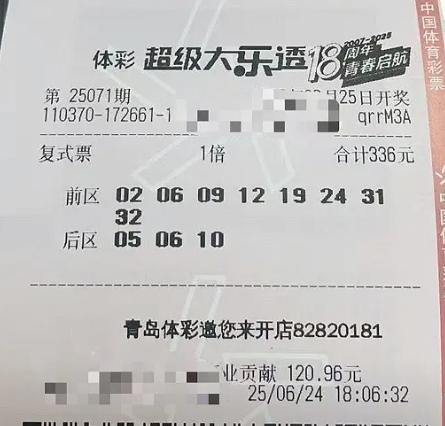 体彩 超级大乐透 18周年 2007-2025 青春启航
第 25071期 25日开奖
110370-172661-1 qrrM3A
复式票 1倍 合计336元
前区 02 06 09 12 19 24 31
32
后区 05 06 10
青岛体彩邀您来开店82820181
业贡献 120.96元
25/06/24 18:06:32
中国体育彩票
中国体育彩